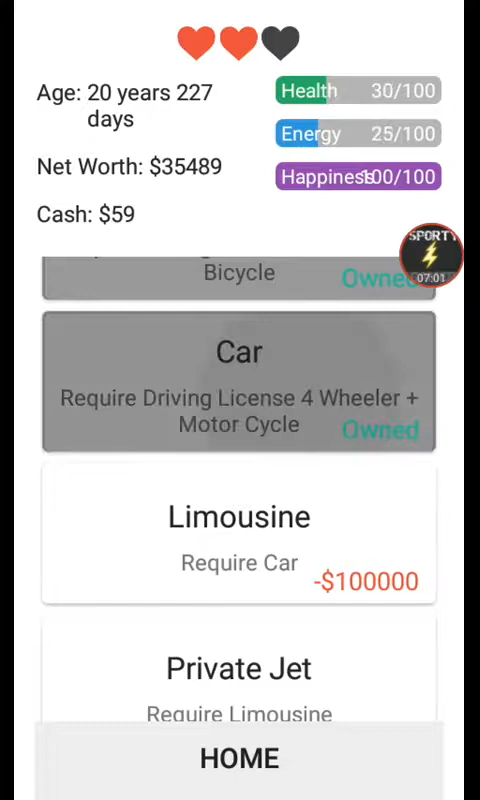 Age: 20 years 227
days
Health 30/100
Energy 25/100
Net Worth: $35489
Happiness 100/100
Cash: $59
SPORTY
07:01
Bicycle
Owned
Car
Require Driving License 4 Wheeler +
Motor Cycle
Owned
Limousine
Require Car
-$100000
Private Jet
Require Limousine
HOME